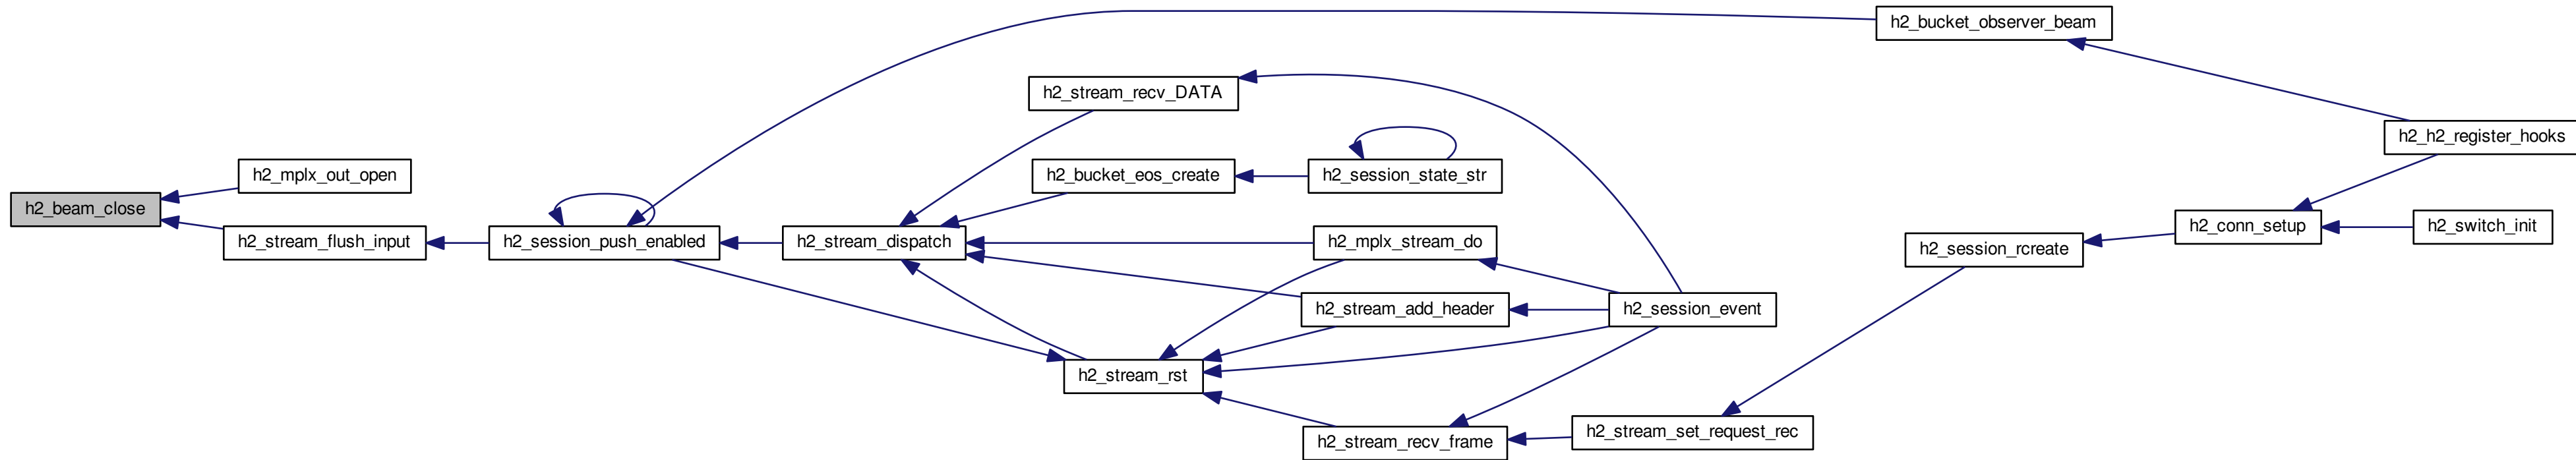 h2_bucket_observer_beam
h2_stream_recv_DATA
h2_h2_register_hooks
h2_mplx_out_open
h2_bucket_eos_create
h2_session_state_str
h2_beam_close
h2_stream_flush_input
h2_session_push_enabled
h2_stream_dispatch
h2_mplx_stream_do
h2_session_rcreate
h2_conn_setup
h2_switch_init
h2_stream_add_header
h2_session_event
h2_stream_rst
h2_stream_recv_frame
h2_stream_set_request_rec